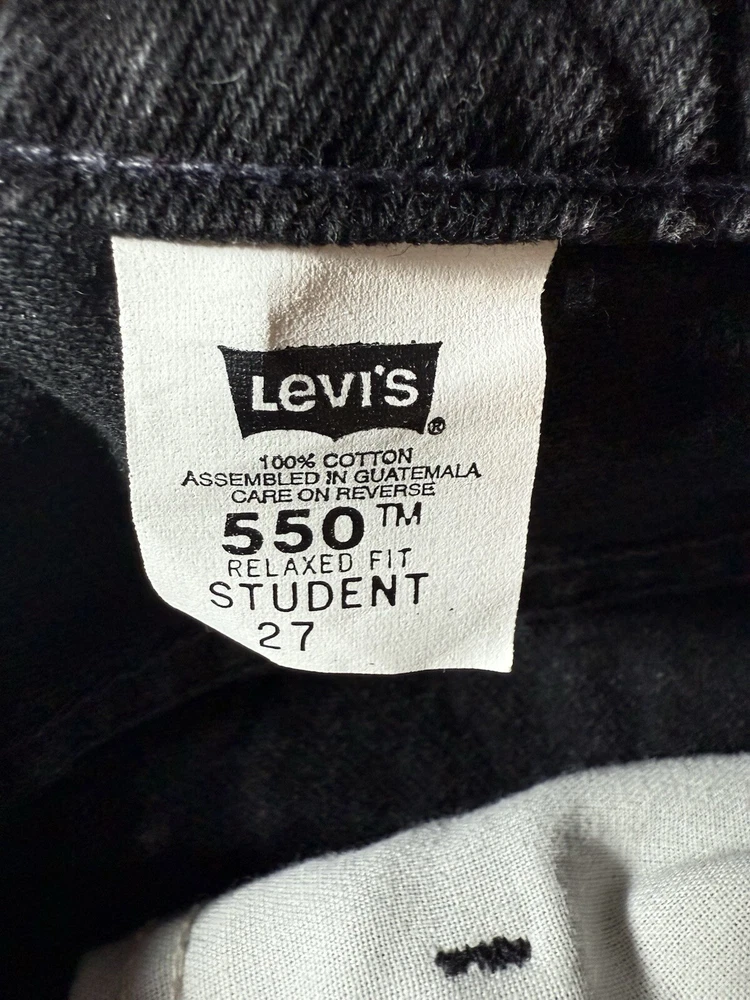 LEVI'S ®
100% COTTON
ASSEMBLED IN GUATEMALA
CARE ON REVERSE
550™
RELAXED FIT
STUDENT
27